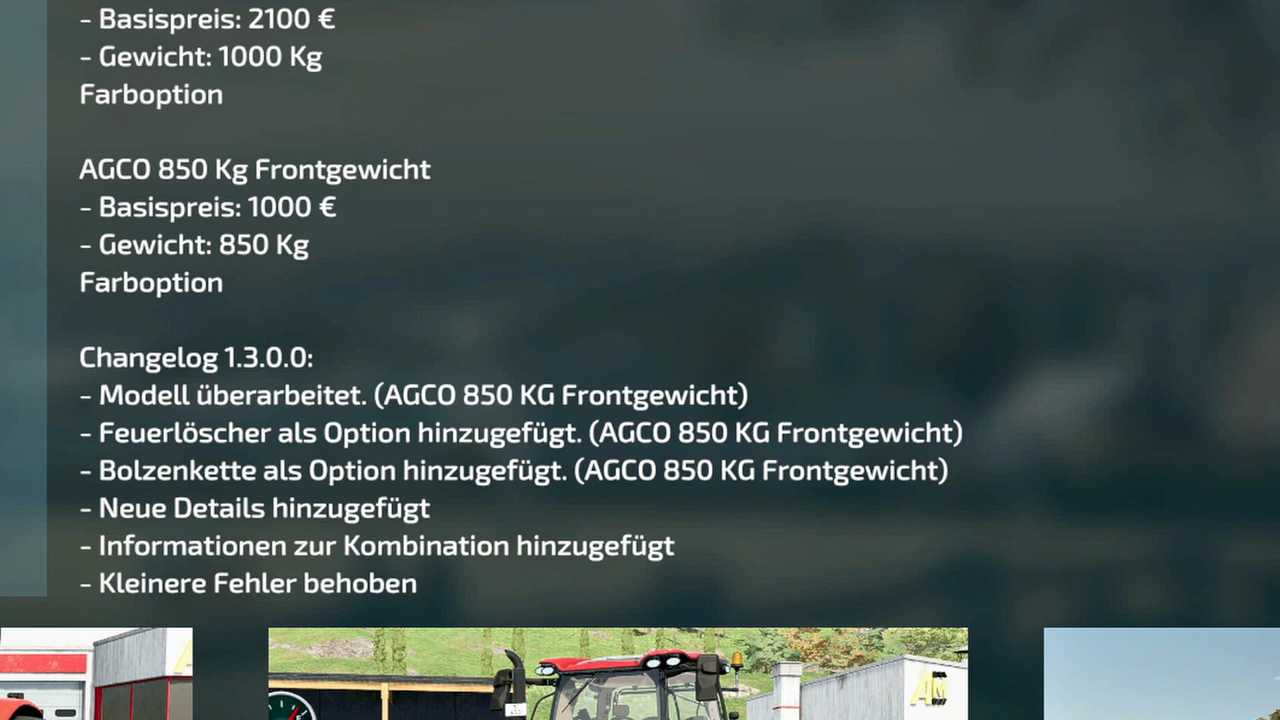 - Basispreis: 2100 €
- Gewicht: 1000 Kg
Farboption
AGCO 850 Kg Frontgewicht
- Basispreis: 1000 €
- Gewicht: 850 Kg
Farboption
Changelog 1.3.0.0:
- Modell überarbeitet. (AGCO 850 KG Frontgewicht)
- Feuerlöscher als Option hinzugefügt. (AGCO 850 KG Frontgewicht)
- Bolzenkette als Option hinzugefügt. (AGCO 850 KG Frontgewicht)
- Neue Details hinzugefügt
- Informationen zur Kombination hinzugefügt
- Kleinere Fehler behoben